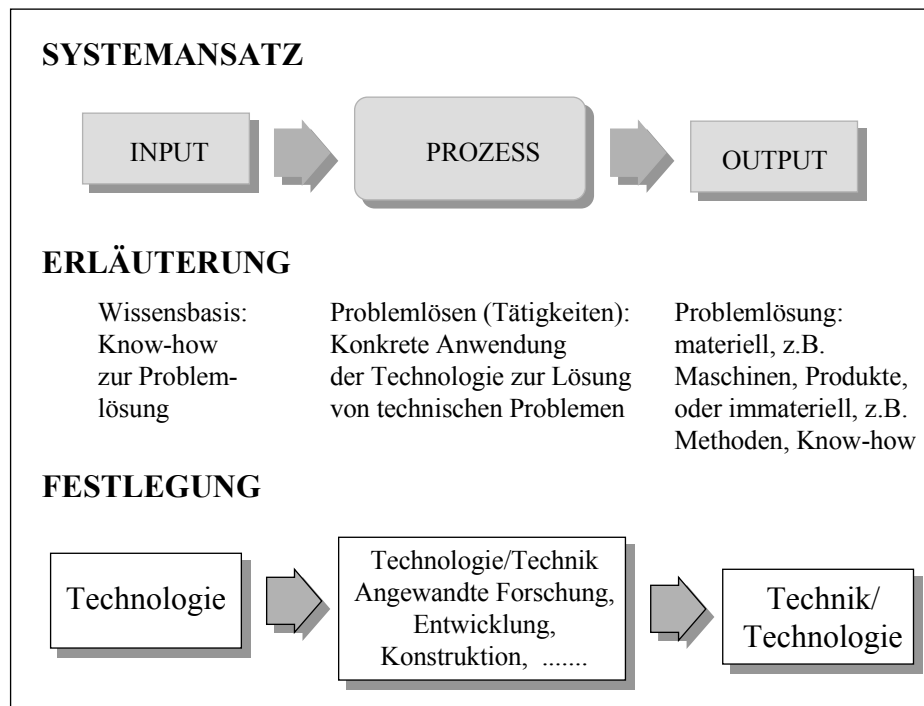 SYSTEMANSATZ
INPUT
PROZESS
OUTPUT
ERLÄUTERUNG
Wissensbasis:
Know-how
zur Problem-
lösung
Problemlösen (Tätigkeiten):
Konkrete Anwendung
der Technologie zur Lösung
von technischen Problemen
Problemlösung:
materiell, z.B.
Maschinen, Produkte,
oder immateriell, z.B.
Methoden, Know-how
FESTLEGUNG
Technologie
Technologie/Technik
Angewandte Forschung,
Entwicklung,
Konstruktion, .......
Technik/
Technologie